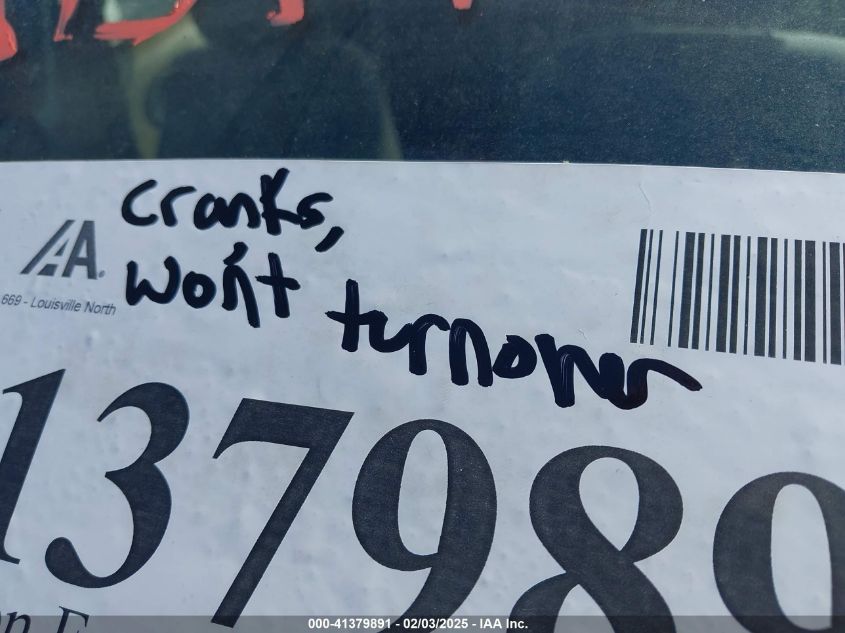 cranks,
IAA.
won't
turnover
669 - Louisville North
137989
000-41379891 - 02/03/2025 - IAA Inc.